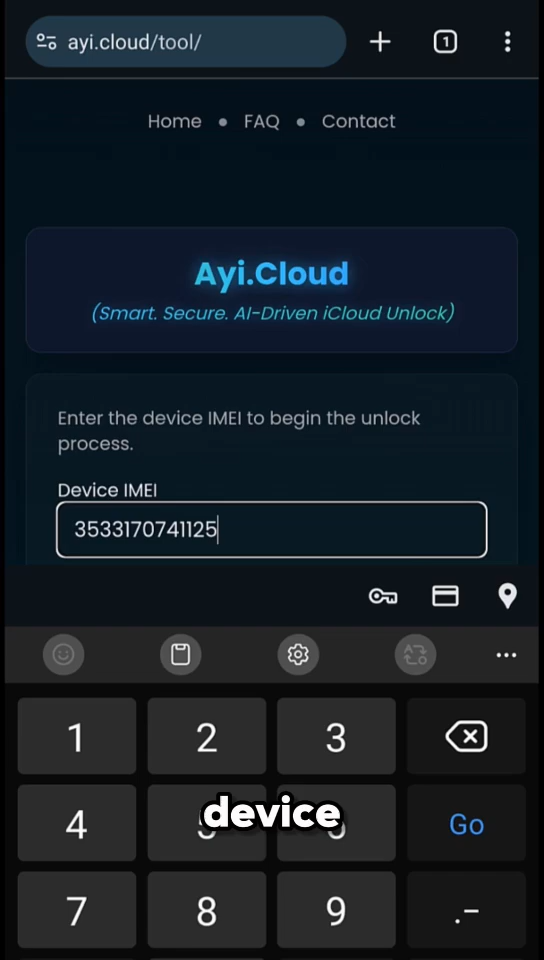 ayi.cloud/tool/
1
Home • FAQ • Contact
Ayi.Cloud
(Smart. Secure. AI-Driven iCloud Unlock)
Enter the device IMEI to begin the unlock
process.
Device IMEI
3533170741125
1 2 3
4 Go
device
7 8 9 .–